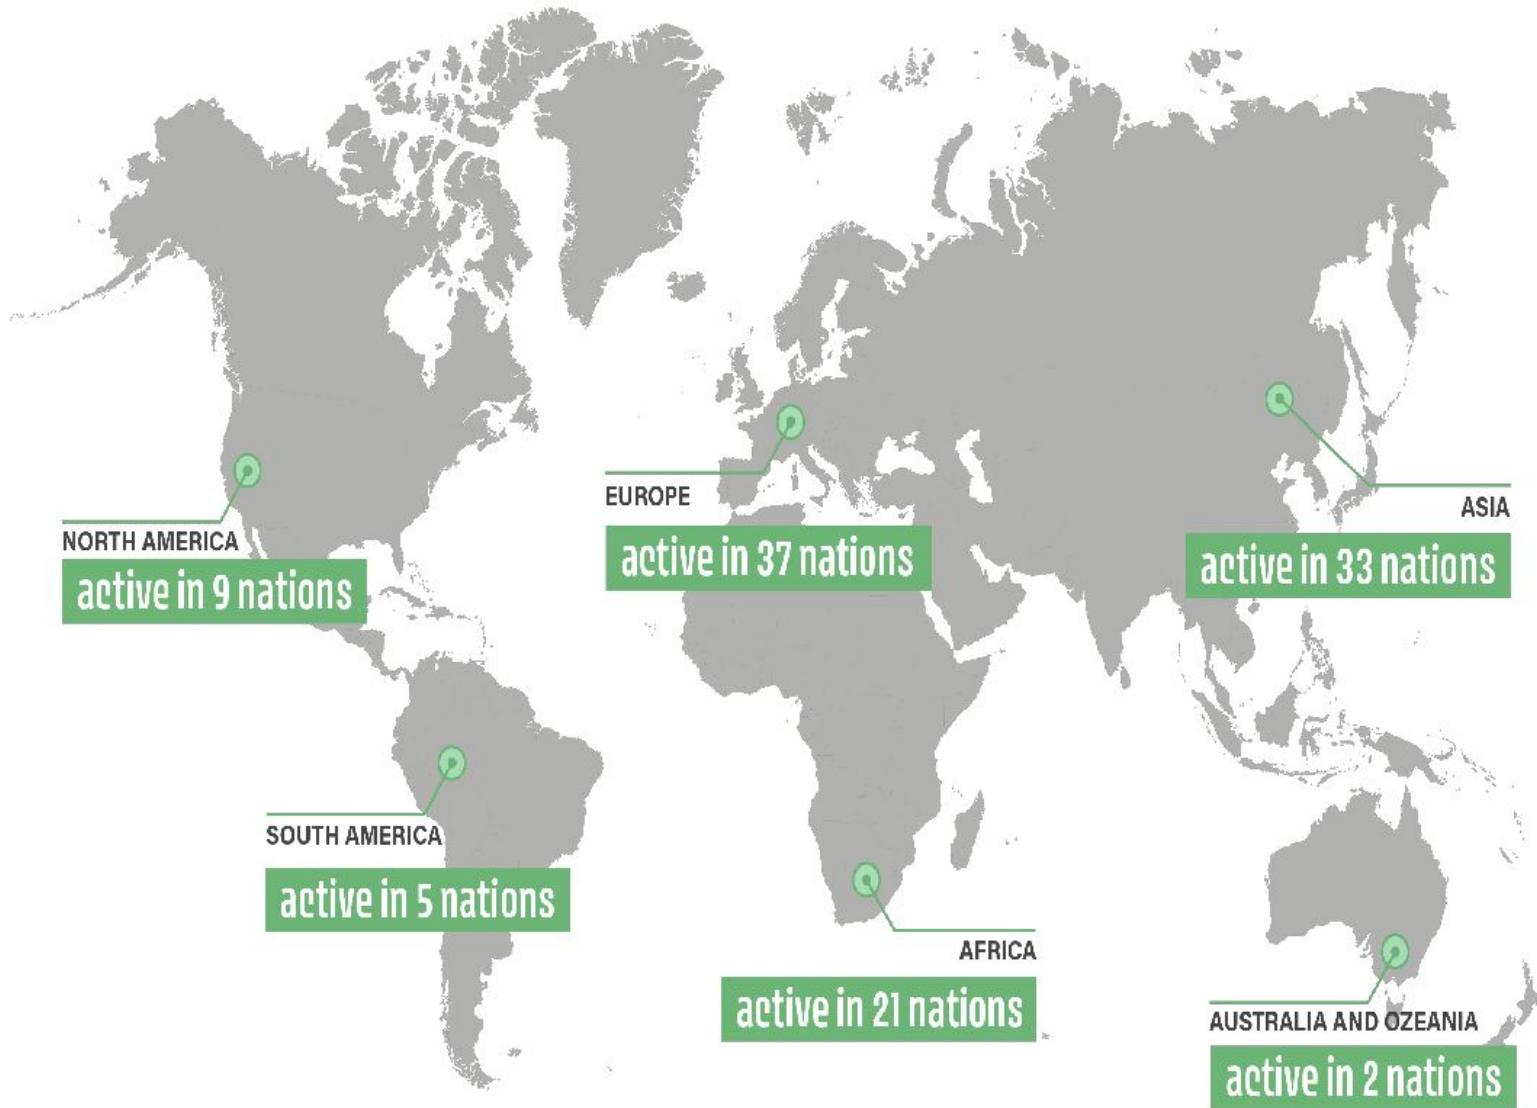 NORTH AMERICA
active in 9 nations
EUROPE
active in 37 nations
ASIA
active in 33 nations
SOUTH AMERICA
active in 5 nations
AFRICA
active in 21 nations
AUSTRALIA AND OZEANIA
active in 2 nations